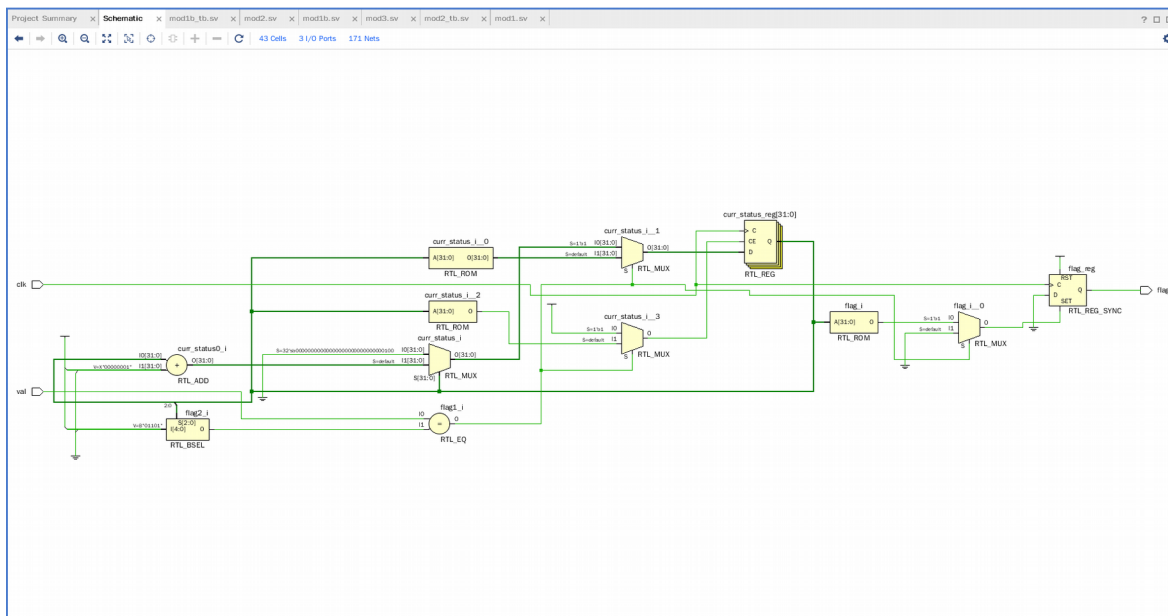 Project Summary × Schematic × mod1b_tb.sv × mod2.sv × mod1b.sv × mod3.sv × mod2_tb.sv × mod1.sv × ?
43 Cells 3 I/O Ports 171 Nets
curr_status_reg[31:0]
C
CE Q
D
RTL_REG
curr_status_i__1
S=1'b1 I0[31:0] O[31:0]
S=default I1[31:0]
S RTL_MUX
curr_status_i__0
A[31:0] O[31:0]
RTL_ROM
clk
flag_reg
RST
C
Q
D
SET
RTL_REG_SYNC
flag
curr_status_i__2
A[31:0] O
RTL_ROM
flag_i
A[31:0] O
RTL_ROM
flag_i__0
S=1'b1 I0 O
S=default I1
S RTL_MUX
curr_status_i__3
S=1'b1 I0 O
S=default I1
S RTL_MUX
curr_status_i
I0[31:0] O[31:0]
S=default I1[31:0]
S[31:0] RTL_MUX
curr_status0_i
I0[31:0] O[31:0]
V=X"00000001" I1[31:0] +
RTL_ADD
val
2:0
flag2_i
S[2:0]
V=B"01101" I[4:0] O
RTL_BSEL
flag1_i
I0 O
I1 =
RTL_EQ